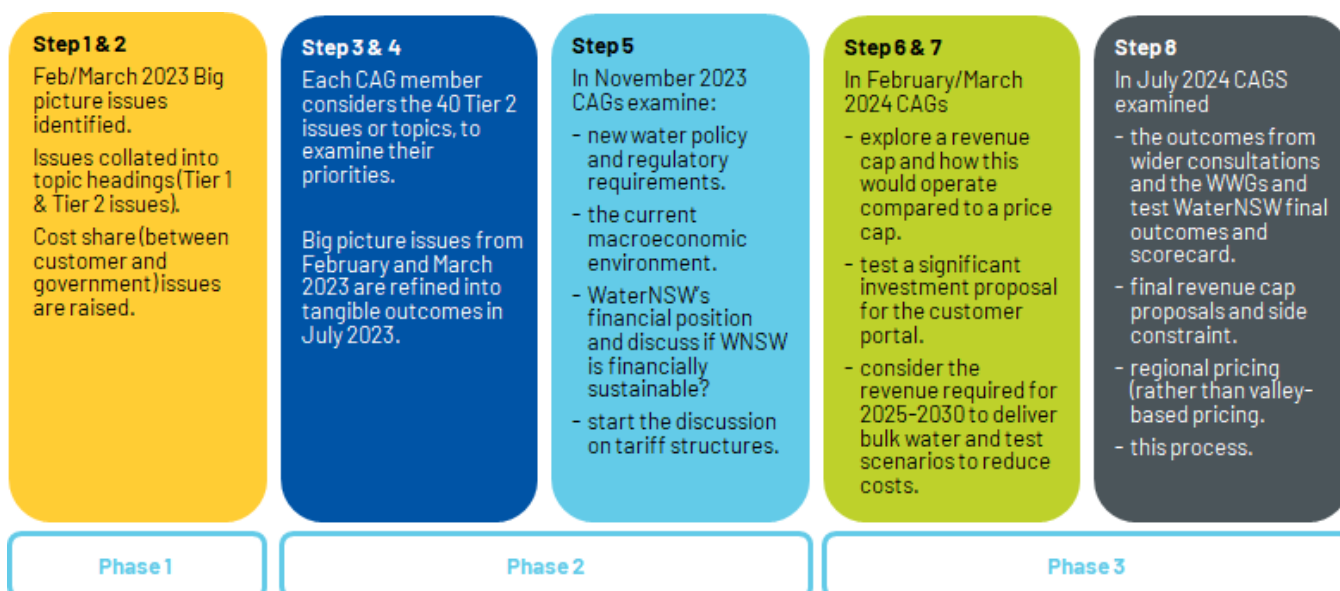 Step 1 & 2
Feb/March 2023 Big
picture issues
identified.
Issues collated into
topic headings (Tier 1
& Tier 2 issues).
Cost share (between
customer and
government) issues
are raised.
Step 3 & 4
Each CAG member
considers the 40 Tier 2
issues or topics, to
examine their
priorities.
Big picture issues from
February and March
2023 are refined into
tangible outcomes in
July 2023.
Step 5
In November 2023
CAGs examine:
- new water policy
and regulatory
requirements.
- the current
macroeconomic
environment.
- WaterNSW's
financial position
and discuss if WNSW
is financially
sustainable?
- start the discussion
on tariff structures.
Step 6 & 7
In February/March
2024 CAGs
- explore a revenue
cap and how this
would operate
compared to a price
cap.
- test a significant
investment proposal
for the customer
portal.
- consider the
revenue required for
2025-2030 to deliver
bulk water and test
scenarios to reduce
costs.
Step 8
In July 2024 CAGS
examined
- the outcomes from
wider consultations
and the WWGs and
test WaterNSW final
outcomes and
scorecard.
- final revenue cap
proposals and side
constraint.
- regional pricing
(rather than valley-
based pricing.
- this process.
Phase 1
Phase 2
Phase 3